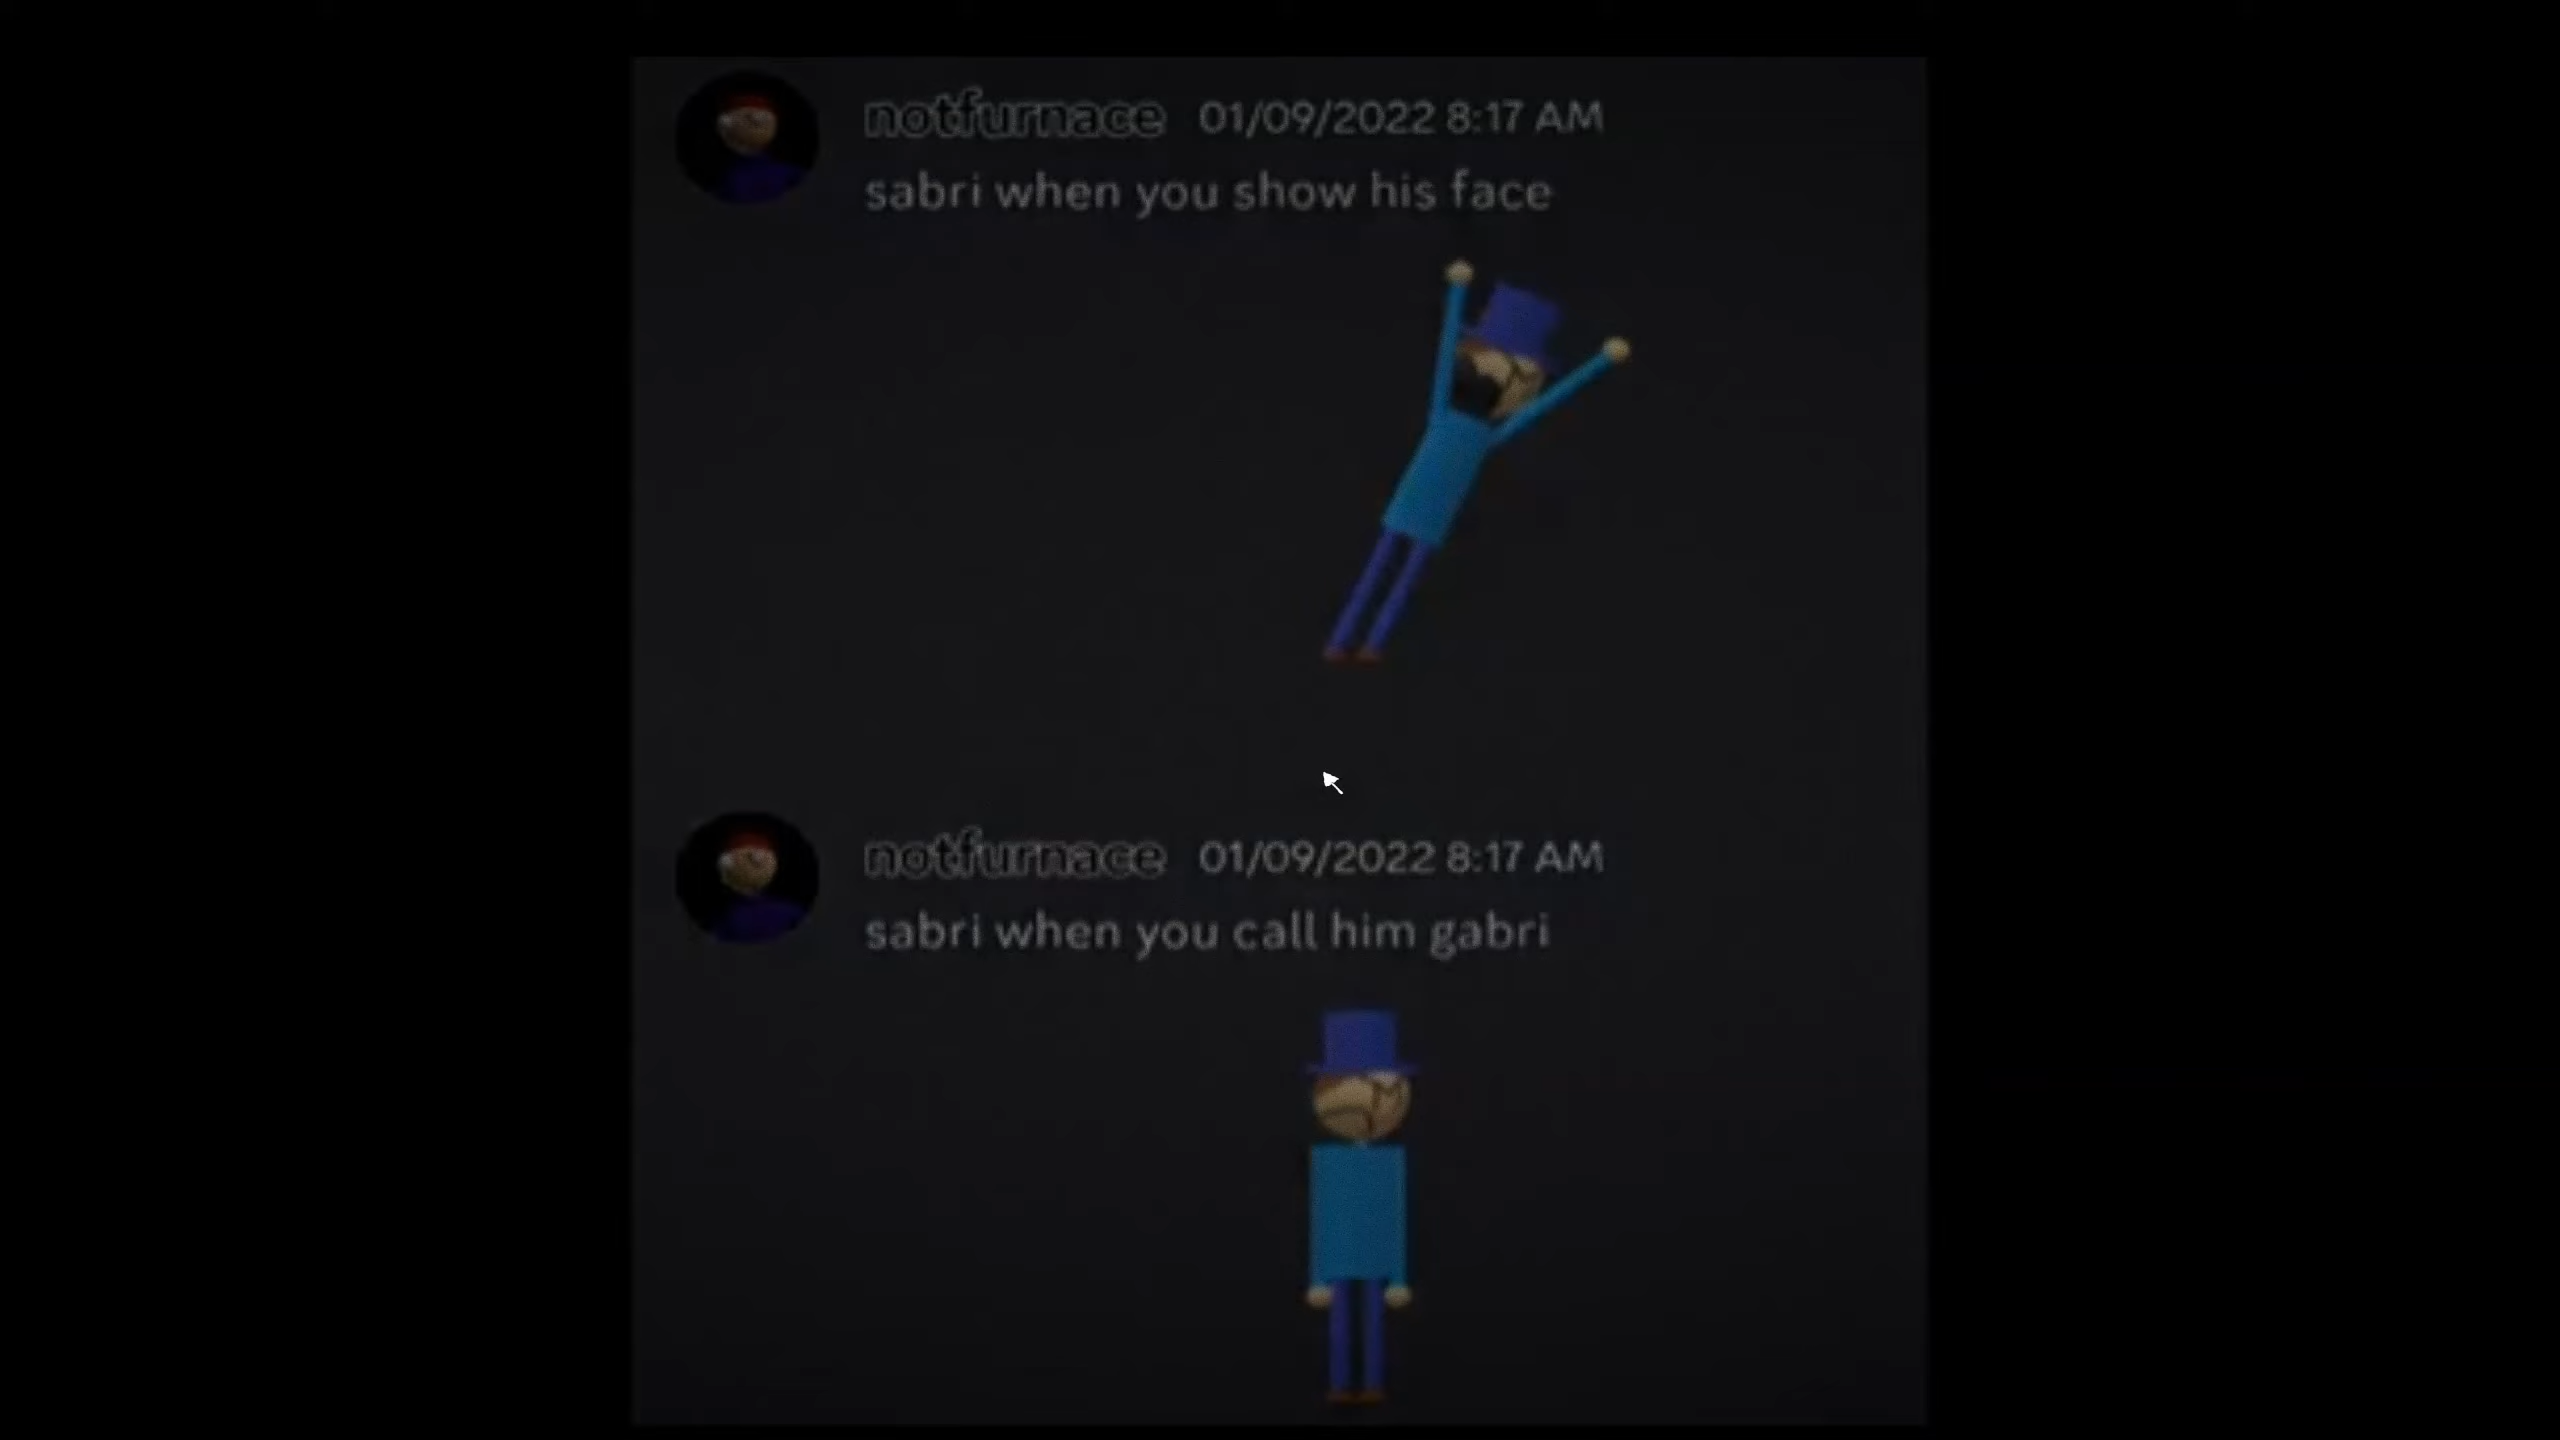 notfurnace 01/09/2022 8:17 AM
sabri when you show his face
notfurnace 01/09/2022 8:17 AM
sabri when you call him gabri